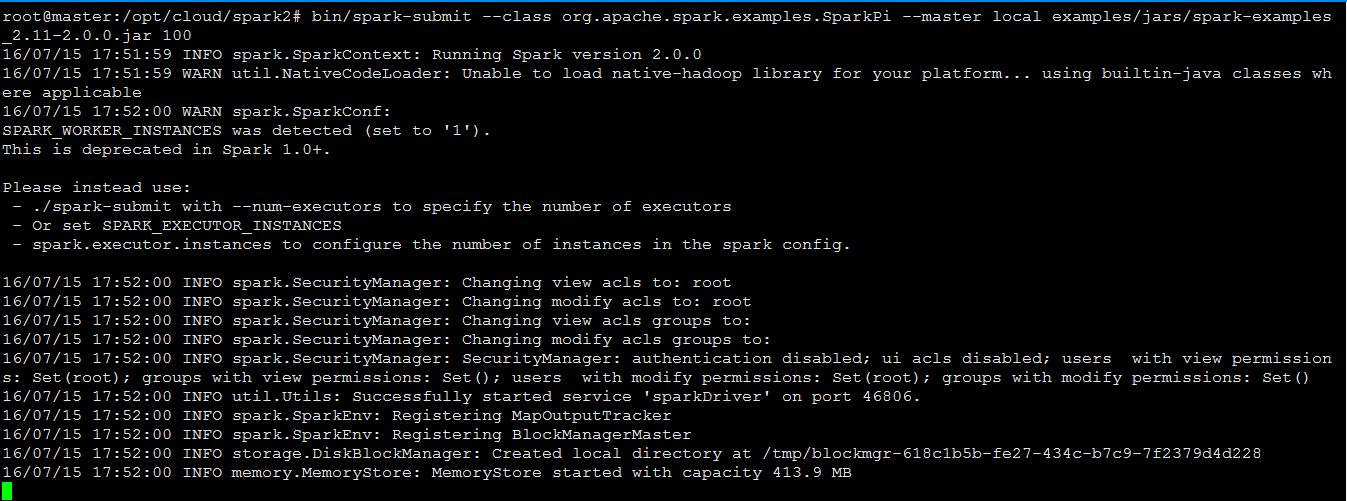 root@master:/opt/cloud/spark2# bin/spark-submit --class org.apache.spark.examples.SparkPi --master local examples/jars/spark-examples
_2.11-2.0.0.jar 100
16/07/15 17:51:59 INFO spark.SparkContext: Running Spark version 2.0.0
16/07/15 17:51:59 WARN util.NativeCodeLoader: Unable to load native-hadoop library for your platform... using builtin-java classes wh
ere applicable
16/07/15 17:52:00 WARN spark.SparkConf:
SPARK_WORKER_INSTANCES was detected (set to '1').
This is deprecated in Spark 1.0+.

Please instead use:
 - ./spark-submit with --num-executors to specify the number of executors
 - Or set SPARK_EXECUTOR_INSTANCES
 - spark.executor.instances to configure the number of instances in the spark config.

16/07/15 17:52:00 INFO spark.SecurityManager: Changing view acls to: root
16/07/15 17:52:00 INFO spark.SecurityManager: Changing modify acls to: root
16/07/15 17:52:00 INFO spark.SecurityManager: Changing view acls groups to:
16/07/15 17:52:00 INFO spark.SecurityManager: Changing modify acls groups to:
16/07/15 17:52:00 INFO spark.SecurityManager: SecurityManager: authentication disabled; ui acls disabled; users  with view permission
s: Set(root); groups with view permissions: Set(); users  with modify permissions: Set(root); groups with modify permissions: Set()
16/07/15 17:52:00 INFO util.Utils: Successfully started service 'sparkDriver' on port 46806.
16/07/15 17:52:00 INFO spark.SparkEnv: Registering MapOutputTracker
16/07/15 17:52:00 INFO spark.SparkEnv: Registering BlockManagerMaster
16/07/15 17:52:00 INFO storage.DiskBlockManager: Created local directory at /tmp/blockmgr-618c1b5b-fe27-434c-b7c9-7f2379d4d228
16/07/15 17:52:00 INFO memory.MemoryStore: MemoryStore started with capacity 413.9 MB